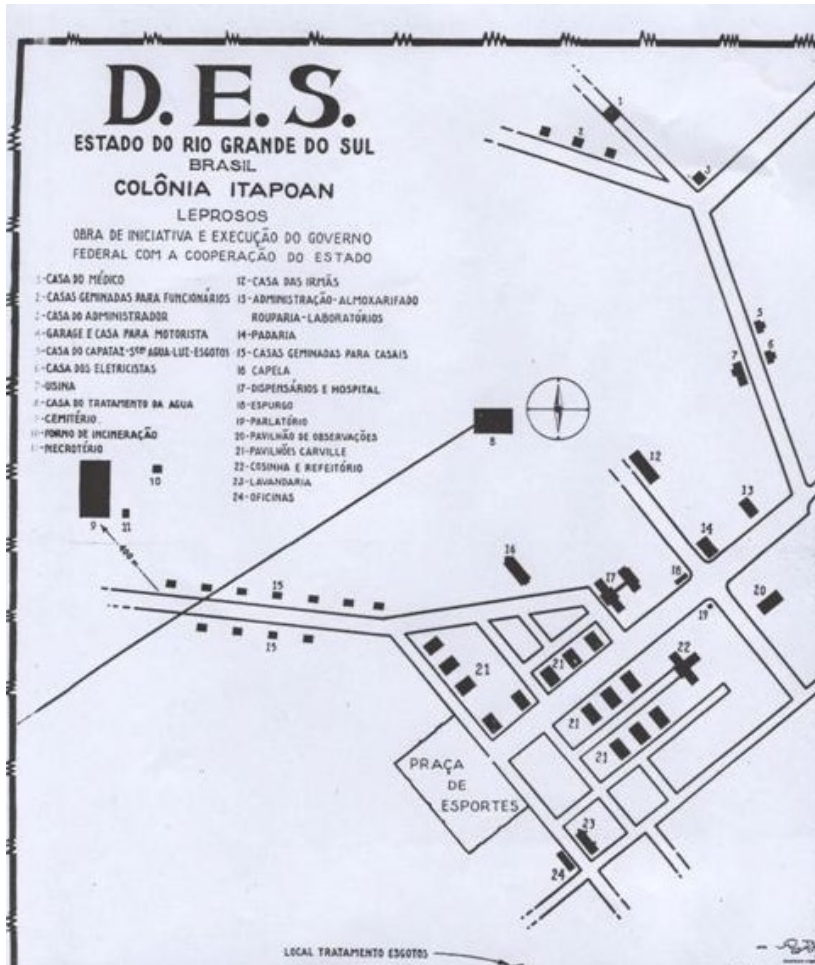 D. E. S.
ESTADO DO RIO GRANDE DO SUL
BRASIL
COLÔNIA ITAPOAN
LEPROSOS
OBRA DE INICIATIVA E EXECUÇÃO DO GOVERNO
FEDERAL COM A COOPERAÇÃO DO ESTADO
1-CASA DO MÉDICO
2-CASAS GEMINADAS PARA FUNCIONÁRIOS
3-CASA DO ADMINISTRADOR
4-GARAGE E CASA PARA MOTORISTA
5-CASA DO CAPATAZ-Sços AGUA-LUZ-ESGOTOS
6-CASA DOS ELETRICISTAS
7-USINA
8-CASA DO TRATAMENTO DA AGUA
9-CEMITÉRIO
10-FORNO DE INCINERAÇÃO
11-NECROTÉRIO
12-CASA DAS IRMÃS
13-ADMINISTRAÇÃO-ALMOXARIFADO
ROUPARIA-LABORATÓRIOS
14-PADARIA
15-CASAS GEMINADAS PARA CASAIS
16 CAPELA
17-DISPENSÁRIOS E HOSPITAL
18-ESPURGO
19-PARLATÓRIO
20-PAVILHÃO DE OBSERVAÇÕES
21-PAVILHÕES CARVILLE
22-COSINHA E REFEITÓRIO
23-LAVANDARIA
24-OFICINAS
1
2
3
5
6
7
8
12
13
14
10
9
11
400 m
16
17
18
19
20
15
15
21
21
22
21
21
PRAÇA
DE
ESPORTES
23
24
LOCAL TRATAMENTO ESGOTOS